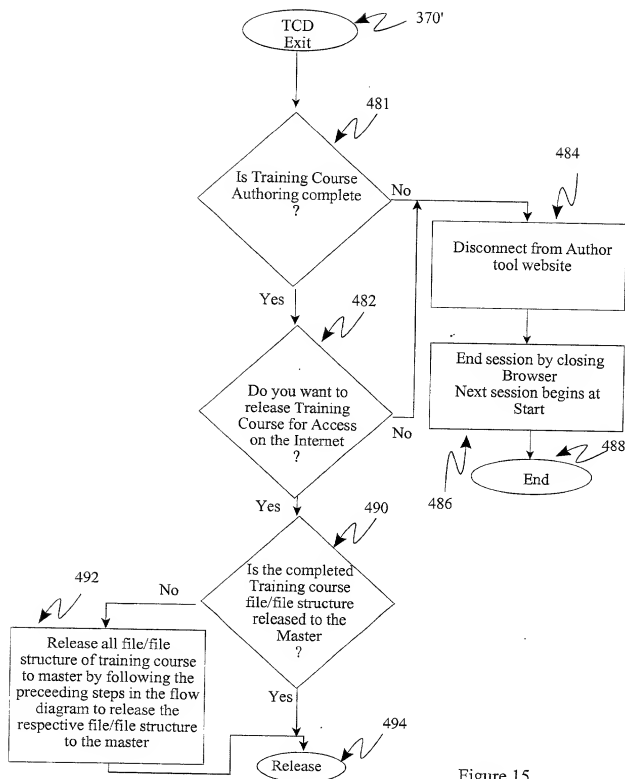 TCD
Exit
370'
481
Is Training Course
Authoring complete
?
No
484
Disconnect from Author
tool website
Yes
482
Do you want to
release Training
Course for Access
on the Internet
?
No
End session by closing
Browser
Next session begins at
Start
486
488
End
Yes
490
Is the completed
Training course
file/file structure
released to the
Master
?
No
492
Release all file/file
structure of training course
to master by following the
preceeding steps in the flow
diagram to release the
respective file/file structure
to the master
Yes
494
Release
Figure 15